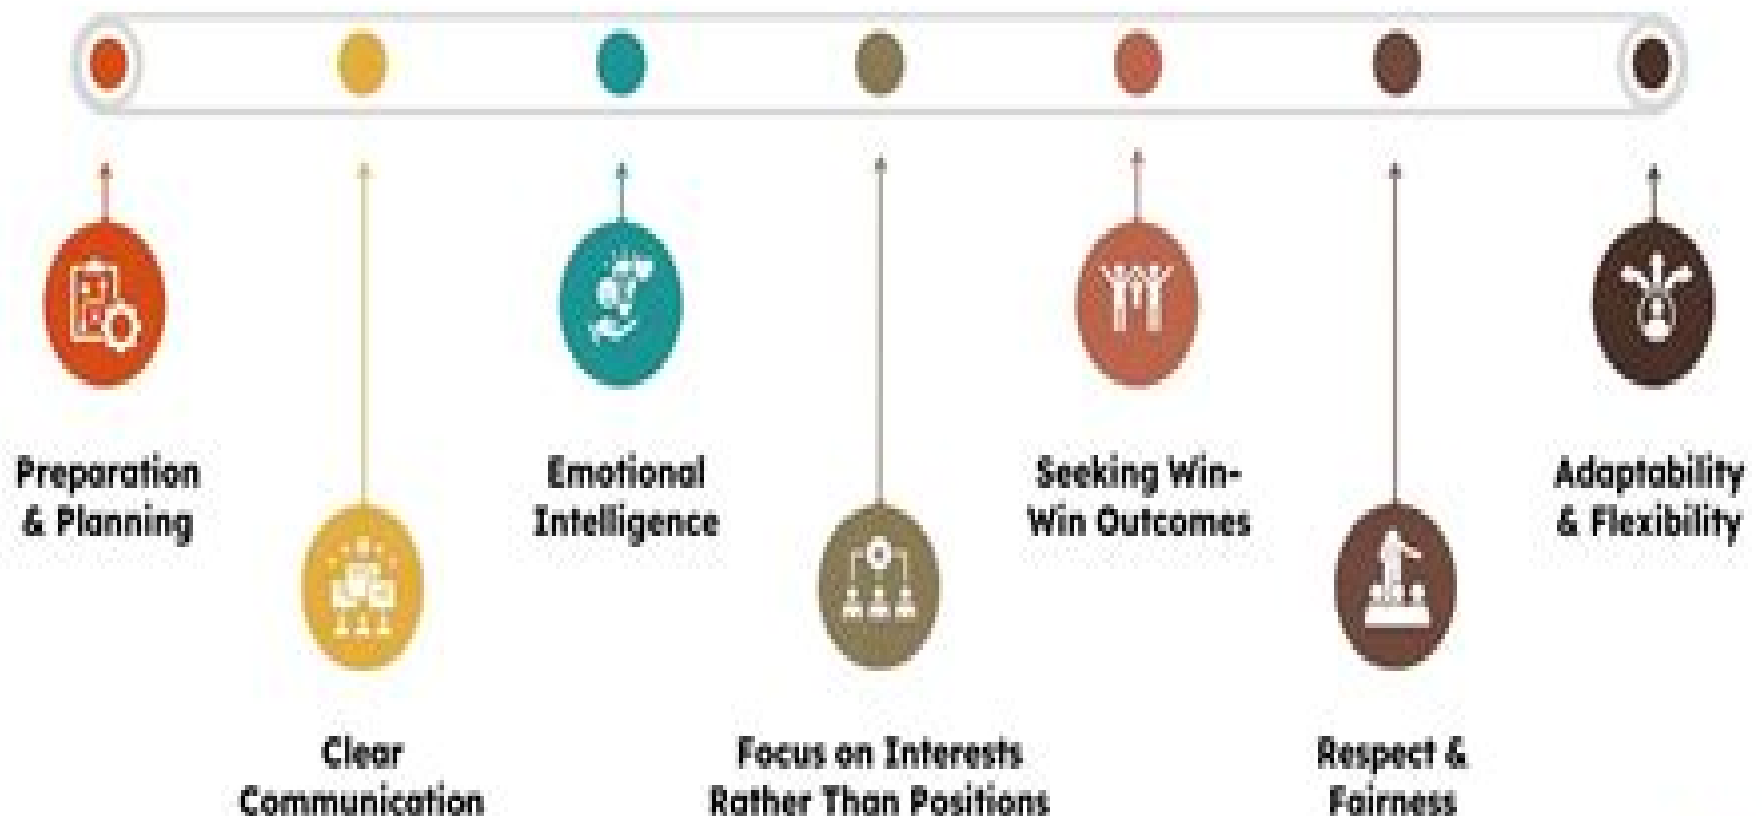 Preparation
& Planning
Clear
Communication
Emotional
Intelligence
Focus on Interests
Rather Than Positions
Seeking Win-
Win Outcomes
Respect &
Fairness
Adaptability
& Flexibility